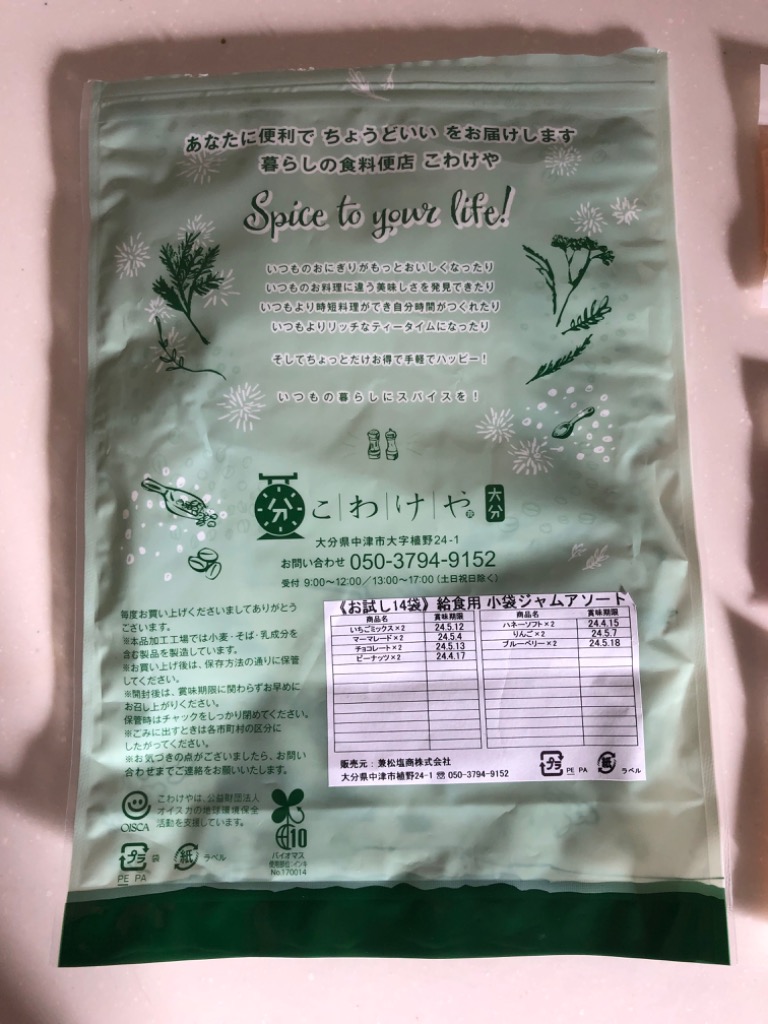 あなたに便利で ちょうどいい をお届けします
暮らしの食料便店 こわけや
Spice to your life!
いつものおにぎりがもっとおいしくなったり
いつものお料理に違う美味しさを発見できたり
いつもより時短料理ができ自分時間がつくれたり
いつもよりリッチなティータイムになったり
そしてちょっとだけお得で手軽でハッピー！
いつもの暮らしにスパイスを！
分 こわけや 大分
大分県中津市大字植野24-1
お問い合わせ 050-3794-9152
受付 9:00〜12:00／13:00〜17:00（土日祝日除く）
毎度お買い上げくださいましてありがとう
ございます。
※本品加工工場では小麦・そば・乳成分を
含む製品を製造しています。
※お買い上げ後は、保存方法の通りに保管
してください。
※開封後は、賞味期限に関わらずお早めに
お召し上がりください。
保管時はチャックをしっかり閉めてください。
※ごみに出すときは各市町村の区分に
したがってください。
※お気づきの点がございましたら、お問い
合わせまでご連絡をお願いいたします。
《お試し14袋》 給食用 小袋ジャムアソート
商品名 賞味期限
いちごミックス×2 24.5.12
マーマレード×2 24.5.4
チョコレート×2 24.5.13
ピーナッツ×2 24.4.17
商品名 賞味期限
ハネーソフト×2 24.4.15
りんご×2 24.5.7
ブルーベリー×2 24.5.18
販売元：兼松塩商株式会社
大分県中津市植野24-1 ☎ 050-3794-9152
プラ PE PA 紙 ラベル
OISCA
こわけやは、公益財団法人
オイスカの地球環境保全
活動を支援しています。
プラ 袋 紙 ラベル
PE PA
10
バイオマス
使用部位：インキ
No.170014